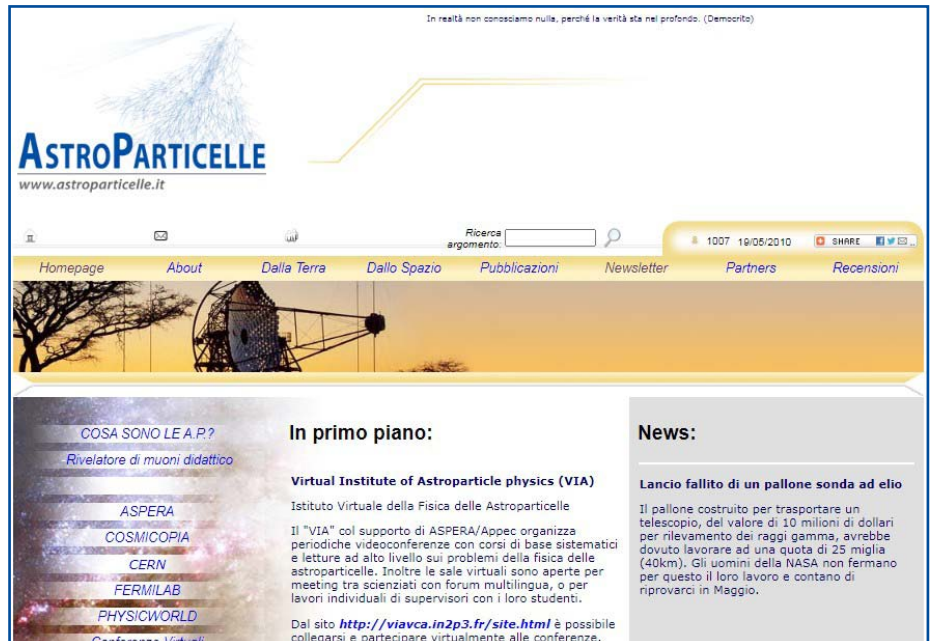 In realtà non conosciamo nulla, perché la verità sta nel profondo. (Democrito)
ASTROPARTICELLE
www.astroparticelle.it
Ricerca
argomento:
1007 19/05/2010 SHARE
Homepage About Dalla Terra Dallo Spazio Pubblicazioni Newsletter Partners Recensioni
COSA SONO LE A.P.?
Rivelatore di muoni didattico
ASPERA
COSMICOPIA
CERN
FERMILAB
PHYSICWORLD
Conferenze Virtuali
In primo piano:
Virtual Institute of Astroparticle physics (VIA)
Istituto Virtuale della Fisica delle Astroparticelle
Il "VIA" col supporto di ASPERA/Appec organizza
periodiche videoconferenze con corsi di base sistematici
e letture ad alto livello sui problemi della fisica delle
astroparticelle. Inoltre le sale virtuali sono aperte per
meeting tra scienziati con forum multilingua, o per
lavori individuali di supervisori con i loro studenti.
Dal sito http://viavca.in2p3.fr/site.html è possibile
collegarsi e partecipare virtualmente alle conferenze.
News:
Lancio fallito di un pallone sonda ad elio
Il pallone costruito per trasportare un
telescopio, del valore di 10 milioni di dollari
per rilevamento dei raggi gamma, avrebbe
dovuto lavorare ad una quota di 25 miglia
(40km). Gli uomini della NASA non fermano
per questo il loro lavoro e contano di
riprovarci in Maggio.